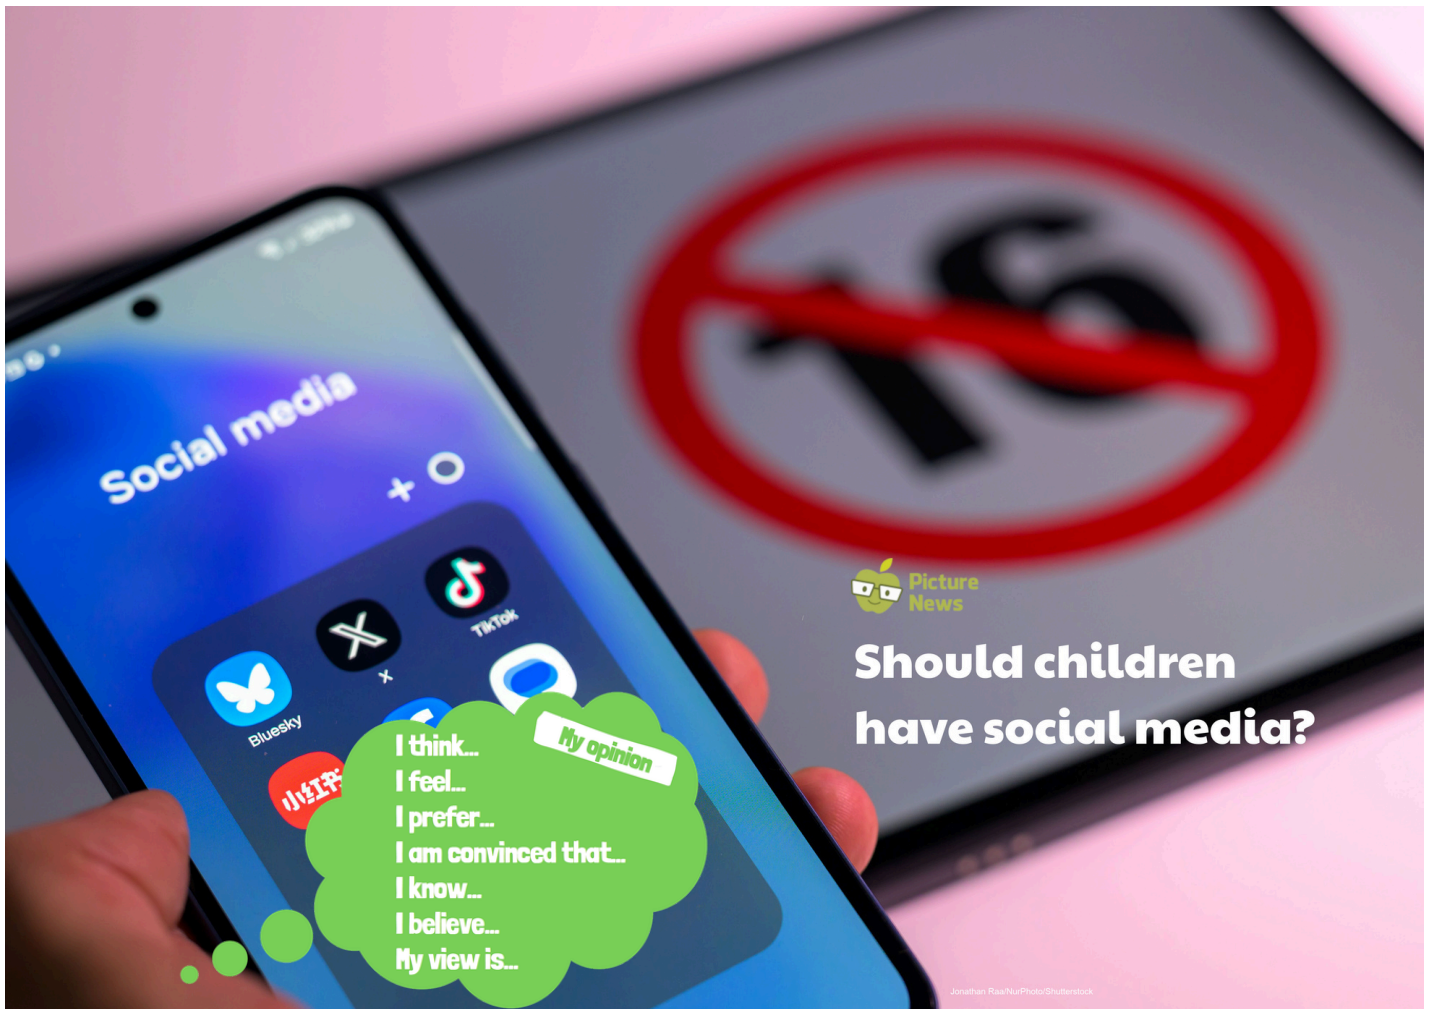 Social media
16
TikTok
X
Bluesky
小红书
I think...
I feel...
I prefer...
I am convinced that...
I know...
I believe...
My view is...
My opinion
Picture
News
Should children
have social media?
Jonathan Raa/NurPhoto/Shutterstock